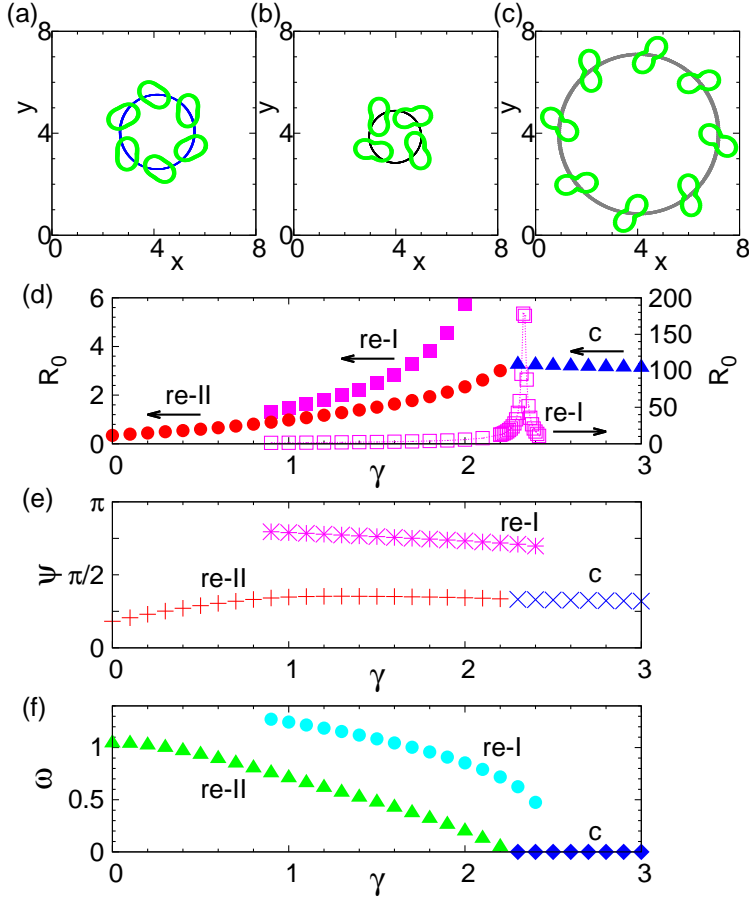 (a) (b) (c)
8 8 8
y y y
4 4 4
0 0 0
0 4 8 0 4 8 0 4 8
x x x
(d)
6 200
re-I c
4 150
R0 100 R0
re-II
2 50
re-I
0 0
0 1 2 3
γ
(e)
π
re-I
ψ π/2
re-II c
0
0 1 2 3
γ
(f)
1
re-I
ω 0.5 re-II
c
0
0 1 2 3
γ